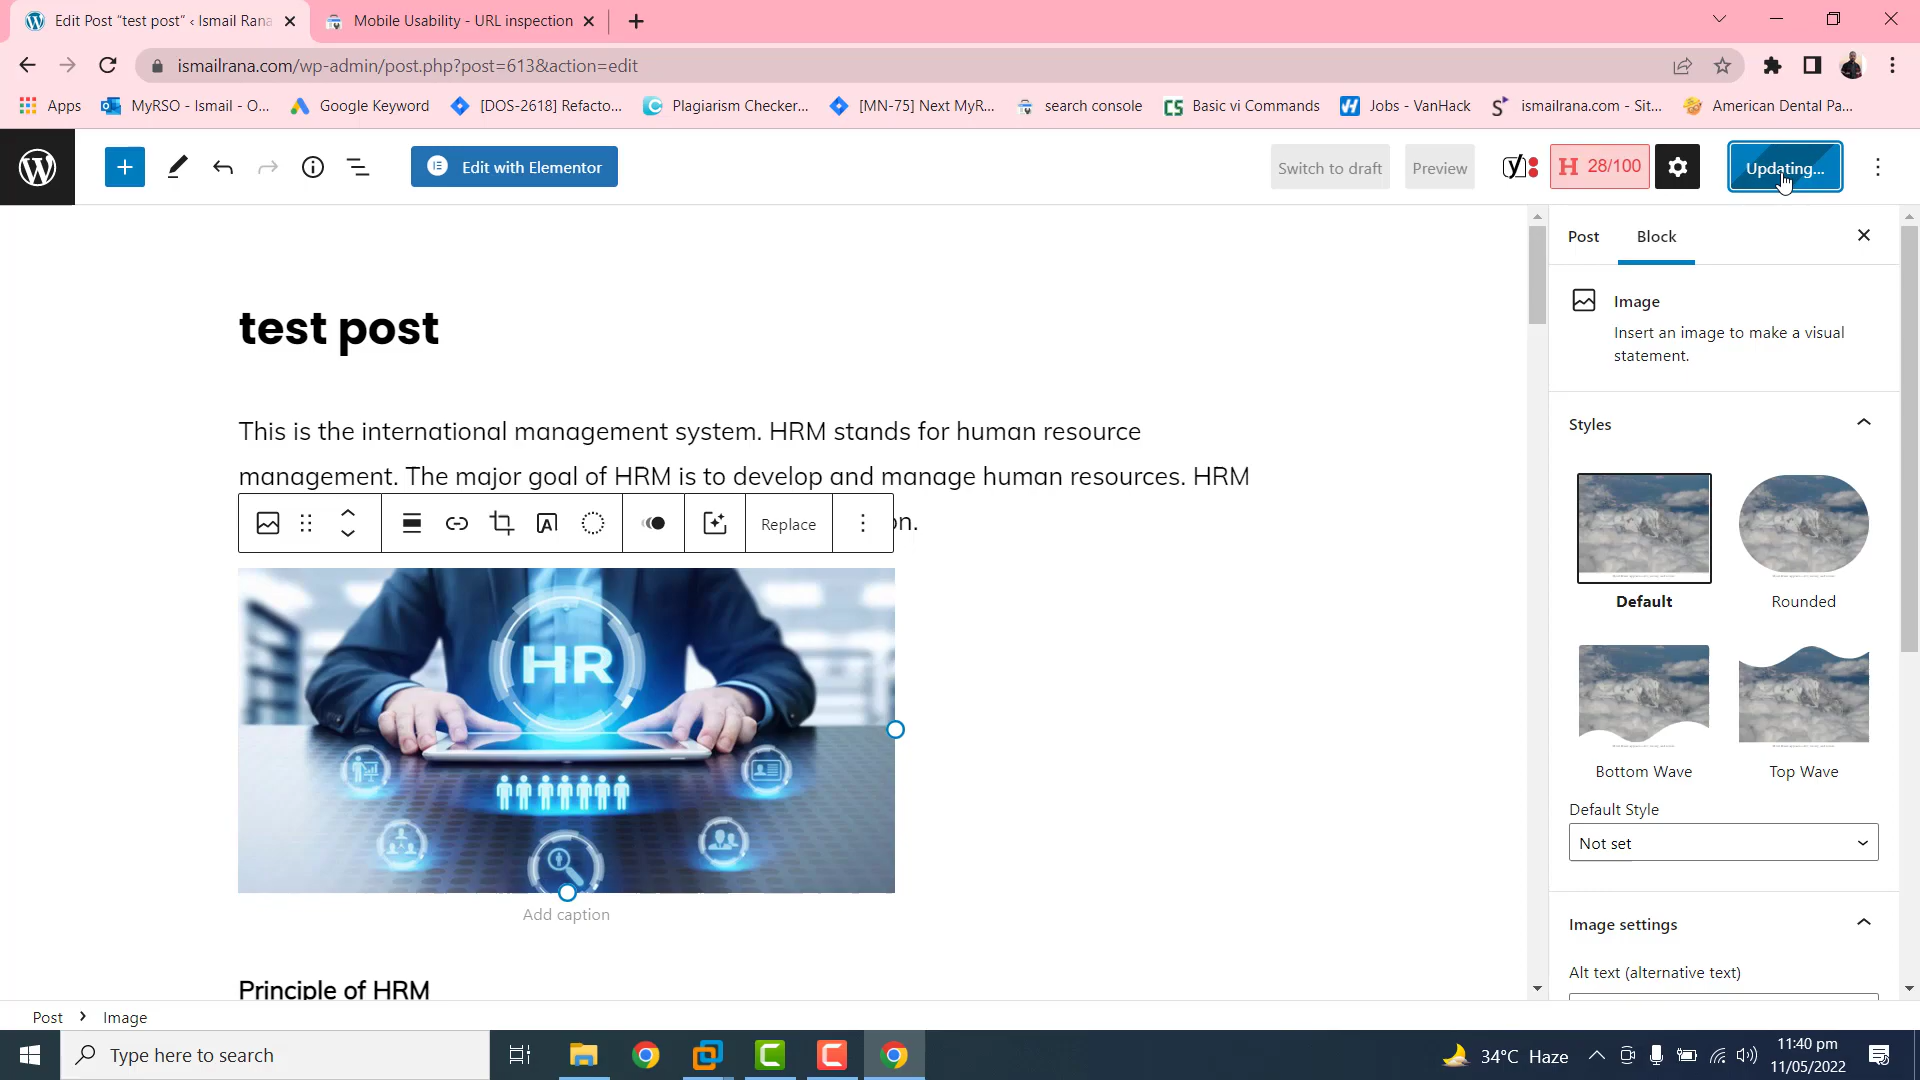 Edit Post “test post” ‹ Ismail Rana
Mobile Usability - URL inspection
ismailrana.com/wp-admin/post.php?post=613&action=edit
Apps
MyRSO - Ismail - O...
Google Keyword
[DOS-2618] Refacto...
Plagiarism Checker...
[MN-75] Next MyR...
search console
CS
Basic vi Commands
Jobs - VanHack
ismailrana.com - Sit...
American Dental Pa...
Edit with Elementor
Switch to draft
Preview
H 28/100
Updating...
Post
Block
Image
Insert an image to make a visual
statement.
Styles
Default
Rounded
Bottom Wave
Top Wave
Default Style
Not set
Image settings
Alt text (alternative text)
test post
This is the international management system. HRM stands for human resource
management. The major goal of HRM is to develop and manage human resources. HRM
on.
Replace
HR
Add caption
Principle of HRM
Post
Image
Type here to search
34°C Haze
11:40 pm
11/05/2022